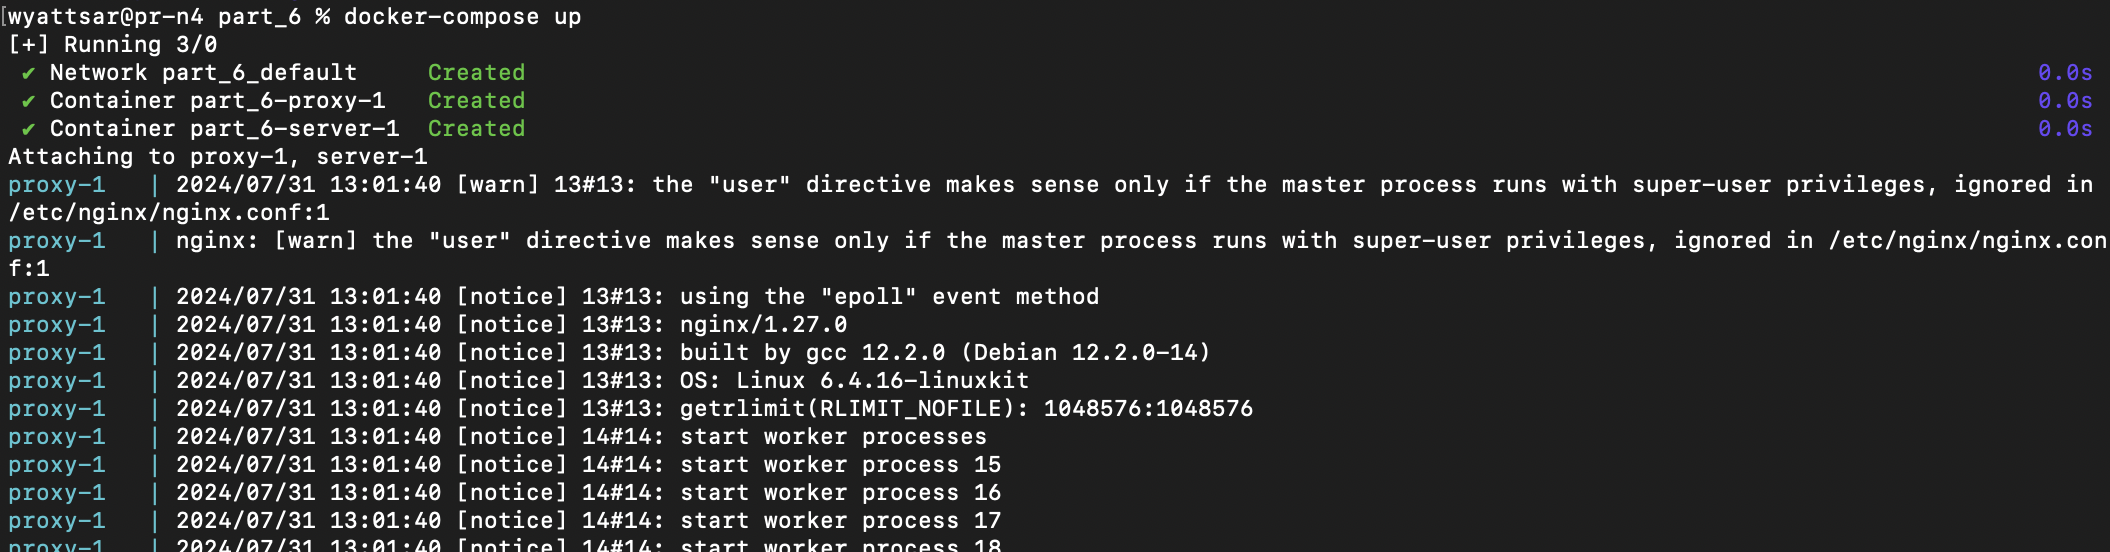 wyattsar@pr-n4 part_6 % docker-compose up
[+] Running 3/0
✔ Network part_6_default Created 0.0s
✔ Container part_6-proxy-1 Created 0.0s
✔ Container part_6-server-1 Created 0.0s
Attaching to proxy-1, server-1
proxy-1 | 2024/07/31 13:01:40 [warn] 13#13: the "user" directive makes sense only if the master process runs with super-user privileges, ignored in
/etc/nginx/nginx.conf:1
proxy-1 | nginx: [warn] the "user" directive makes sense only if the master process runs with super-user privileges, ignored in /etc/nginx/nginx.con
f:1
proxy-1 | 2024/07/31 13:01:40 [notice] 13#13: using the "epoll" event method
proxy-1 | 2024/07/31 13:01:40 [notice] 13#13: nginx/1.27.0
proxy-1 | 2024/07/31 13:01:40 [notice] 13#13: built by gcc 12.2.0 (Debian 12.2.0-14)
proxy-1 | 2024/07/31 13:01:40 [notice] 13#13: OS: Linux 6.4.16-linuxkit
proxy-1 | 2024/07/31 13:01:40 [notice] 13#13: getrlimit(RLIMIT_NOFILE): 1048576:1048576
proxy-1 | 2024/07/31 13:01:40 [notice] 14#14: start worker processes
proxy-1 | 2024/07/31 13:01:40 [notice] 14#14: start worker process 15
proxy-1 | 2024/07/31 13:01:40 [notice] 14#14: start worker process 16
proxy-1 | 2024/07/31 13:01:40 [notice] 14#14: start worker process 17
proxy-1 | 2024/07/31 13:01:40 [notice] 14#14: start worker process 18